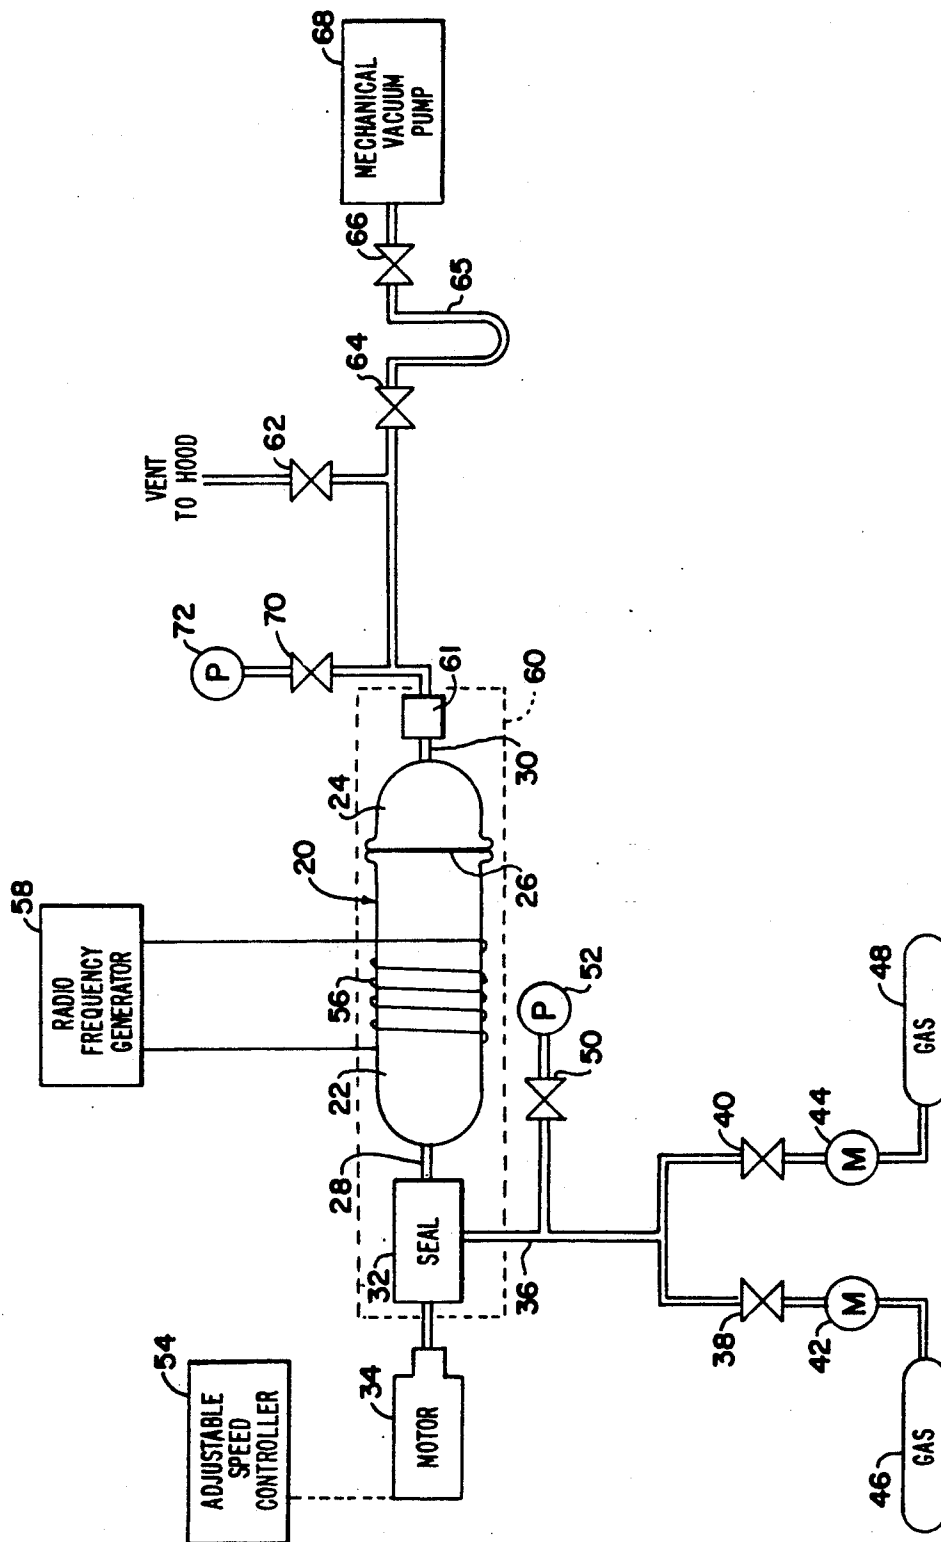 68
MECHANICAL
VACUUM
PUMP
66
65
64
62
VENT
TO HOOD
72
P
70
61
60
30
24
26
20
58
RADIO
FREQUENCY
GENERATOR
56
22
52
P
50
28
32
SEAL
36
48
GAS
40
44
M
38
42
M
46
GAS
34
MOTOR
54
ADJUSTABLE
SPEED
CONTROLLER